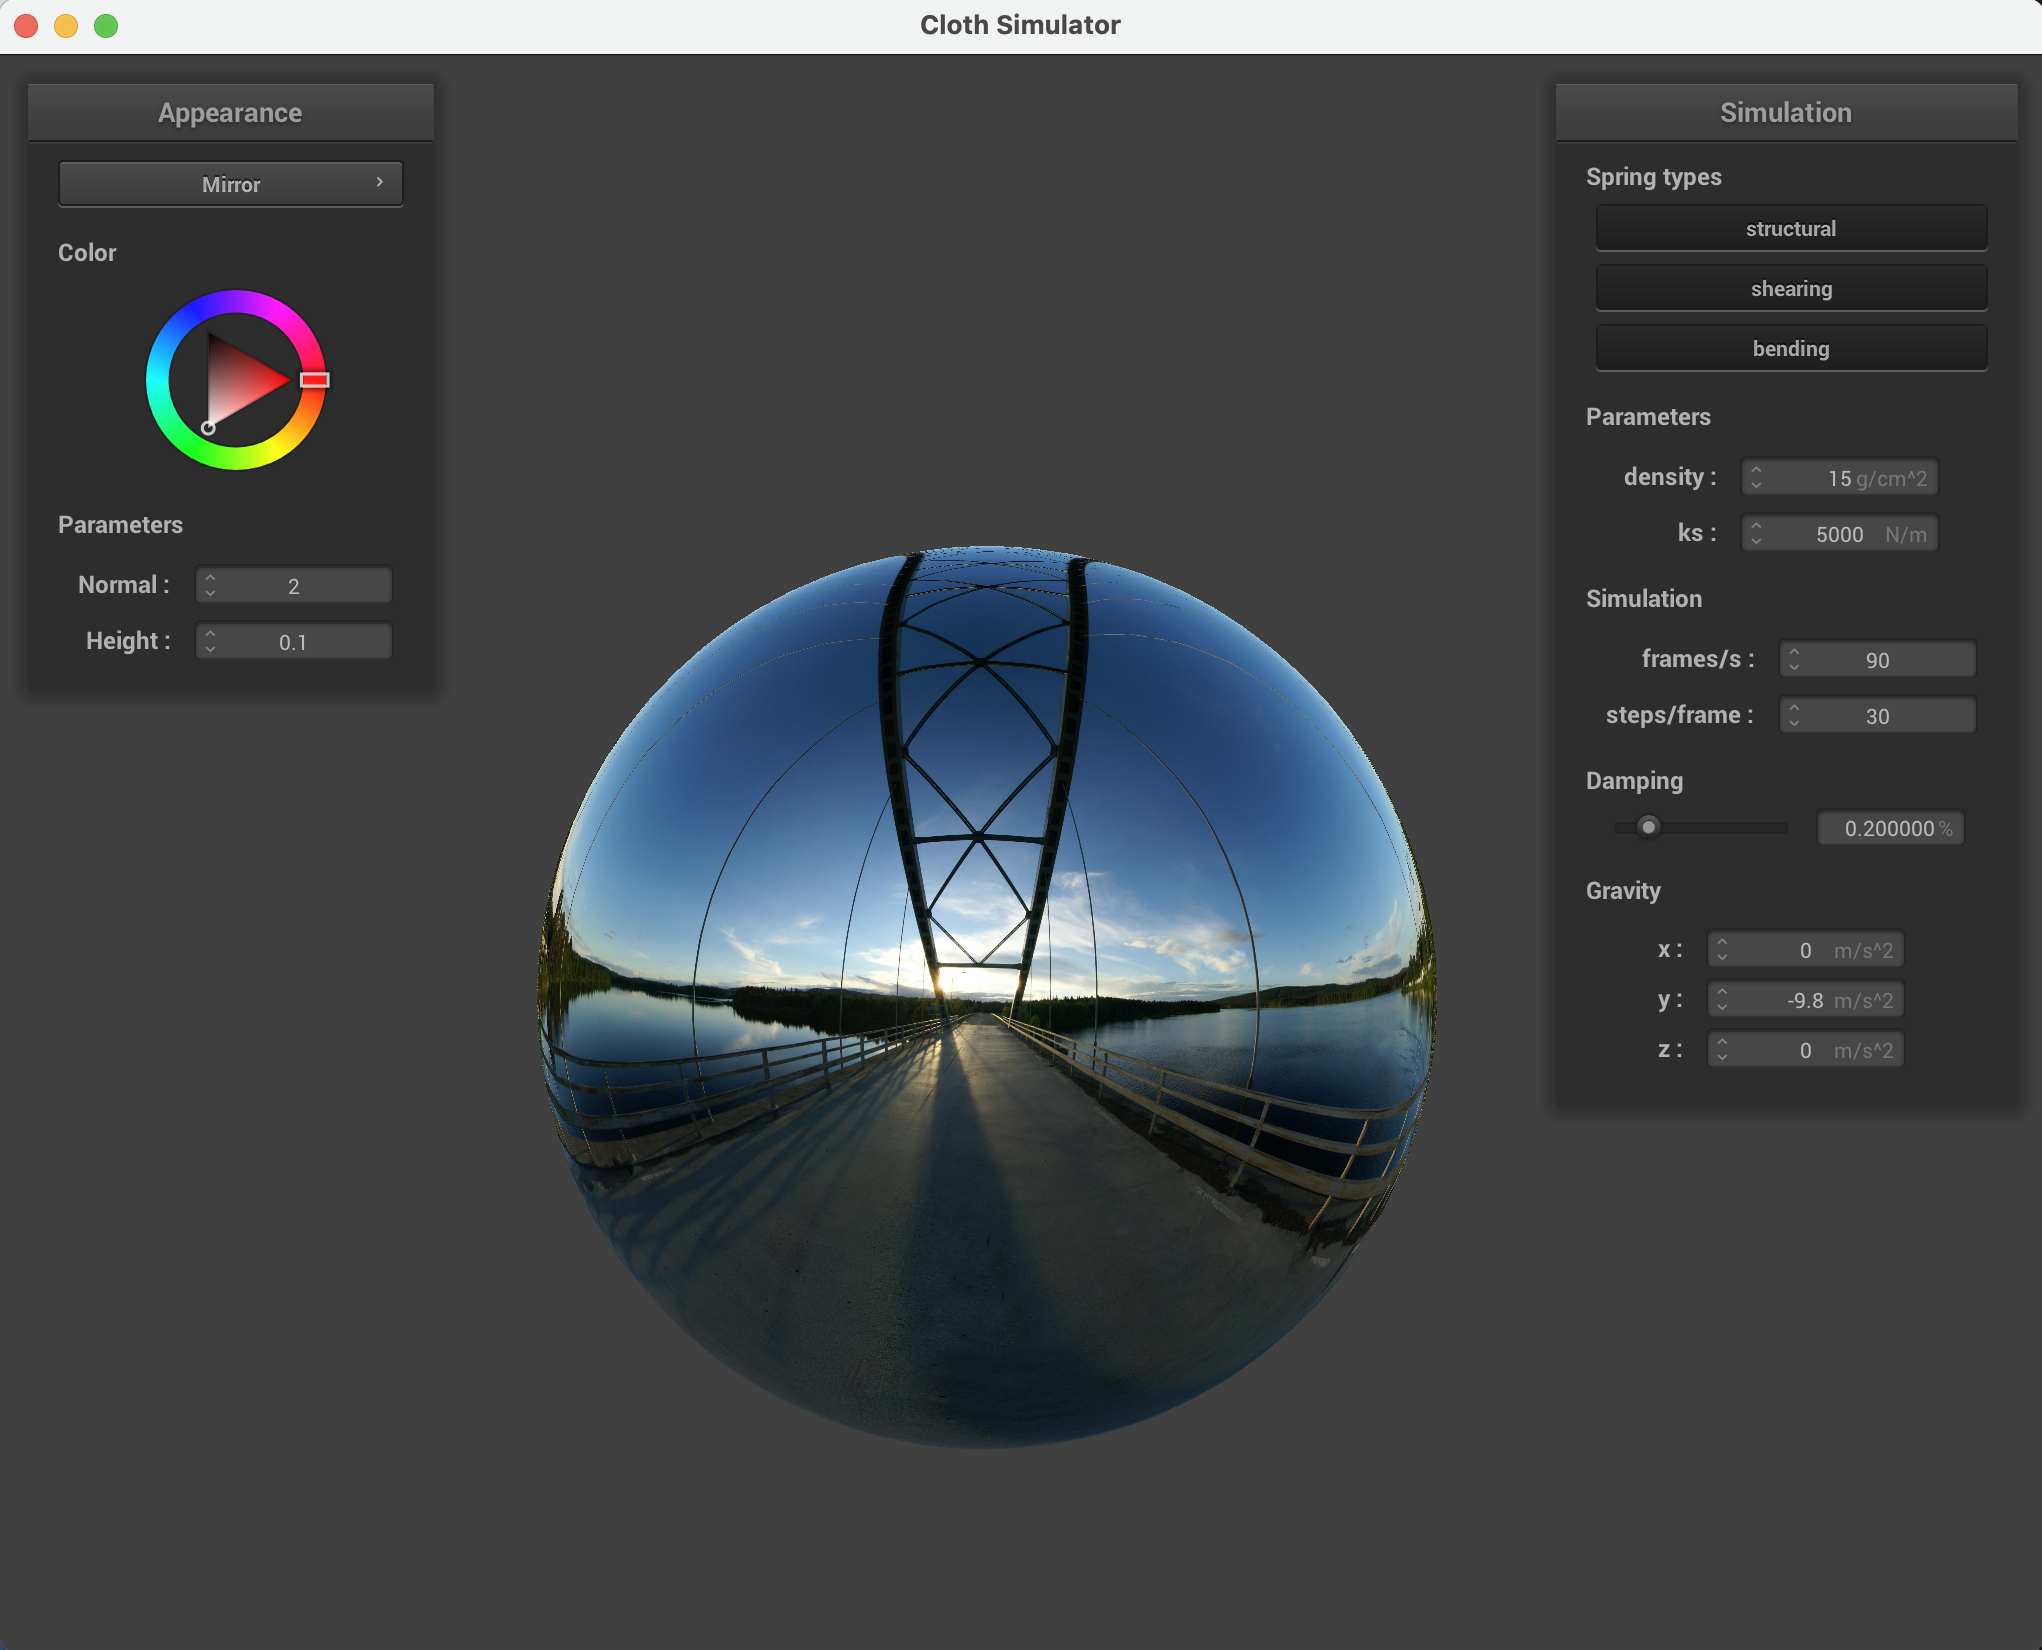 Cloth Simulator
Appearance
Mirror
Color
Parameters
Normal : 2
Height : 0.1
Simulation
Spring types
structural
shearing
bending
Parameters
density : 15 g/cm^2
ks : 5000 N/m
Simulation
frames/s : 90
steps/frame : 30
Damping
0.200000 %
Gravity
x : 0 m/s^2
y : -9.8 m/s^2
z : 0 m/s^2